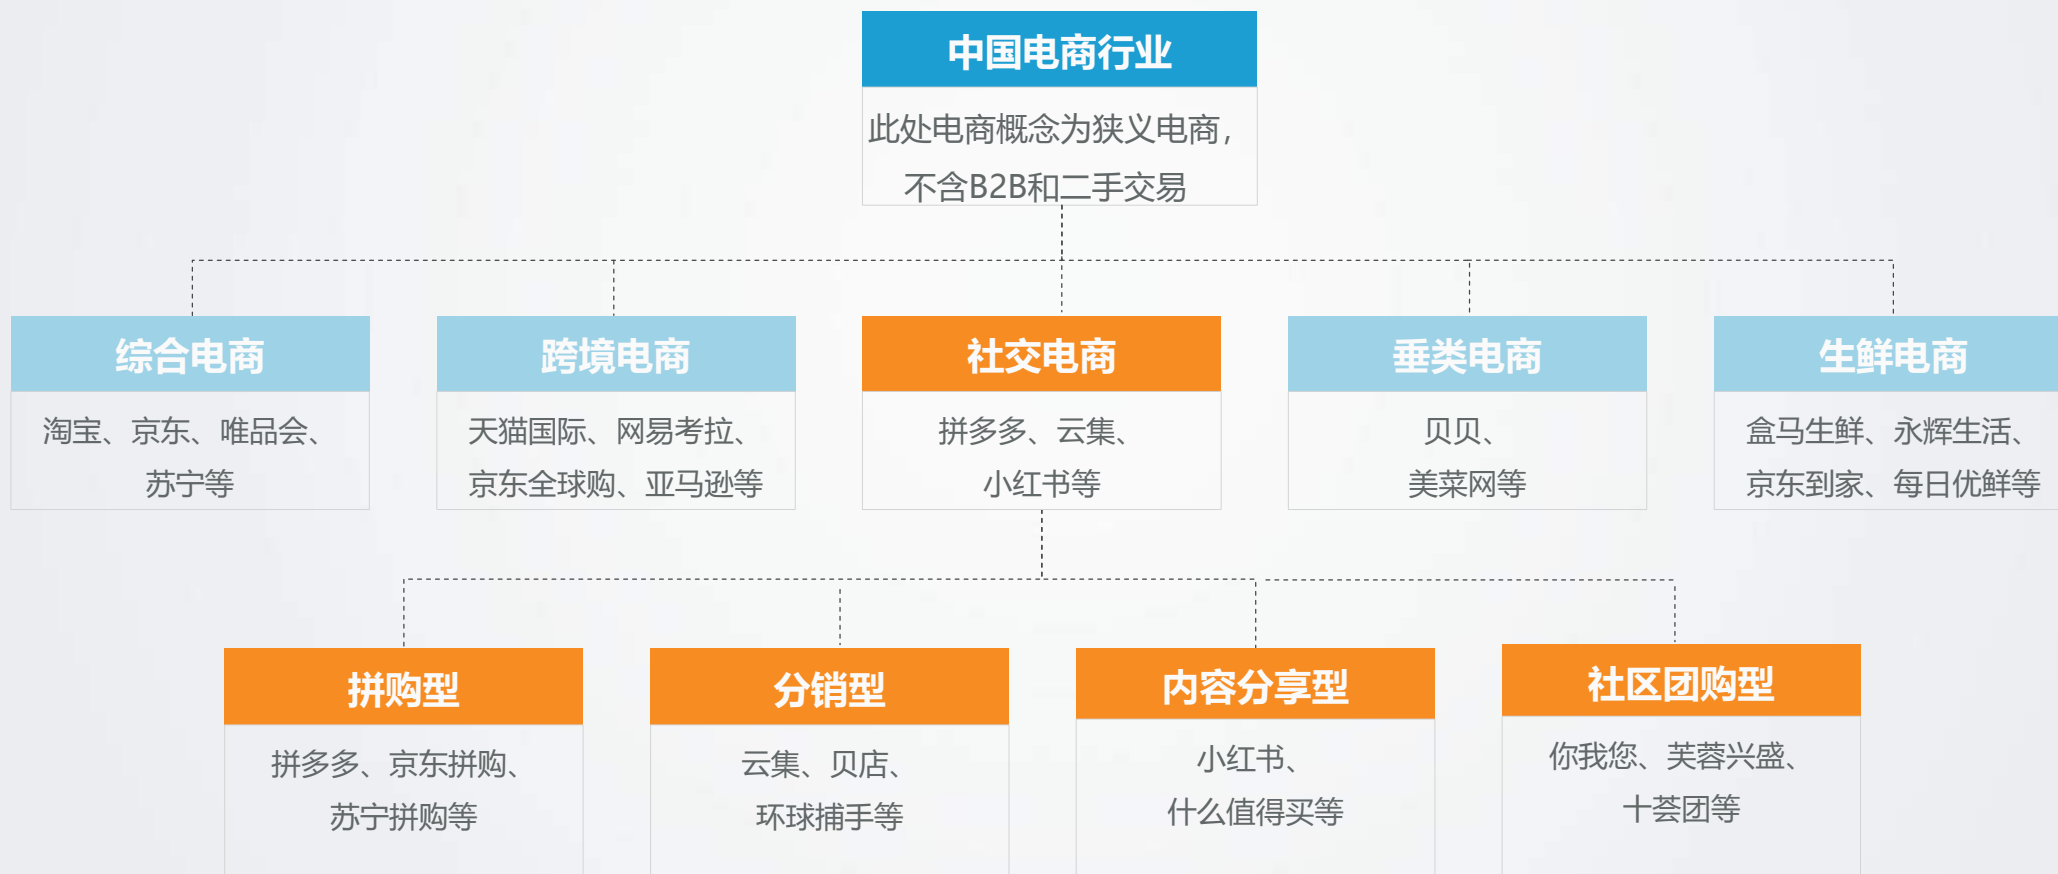 中国电商行业
此处电商概念为狭义电商，
不含B2B和二手交易
综合电商
淘宝、京东、唯品会、
苏宁等
跨境电商
天猫国际、网易考拉、
京东全球购、亚马逊等
社交电商
拼多多、云集、
小红书等
垂类电商
贝贝、
美菜网等
生鲜电商
盒马生鲜、永辉生活、
京东到家、每日优鲜等
拼购型
拼多多、京东拼购、
苏宁拼购等
分销型
云集、贝店、
环球捕手等
内容分享型
小红书、
什么值得买等
社区团购型
你我您、芙蓉兴盛、
十荟团等